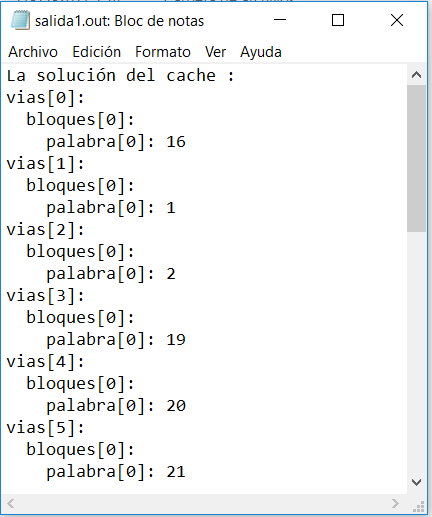 salida1.out: Bloc de notas
Archivo Edición Formato Ver Ayuda
La solución del cache :
vias[0]:
  bloques[0]:
    palabra[0]: 16
vias[1]:
  bloques[0]:
    palabra[0]: 1
vias[2]:
  bloques[0]:
    palabra[0]: 2
vias[3]:
  bloques[0]:
    palabra[0]: 19
vias[4]:
  bloques[0]:
    palabra[0]: 20
vias[5]:
  bloques[0]:
    palabra[0]: 21